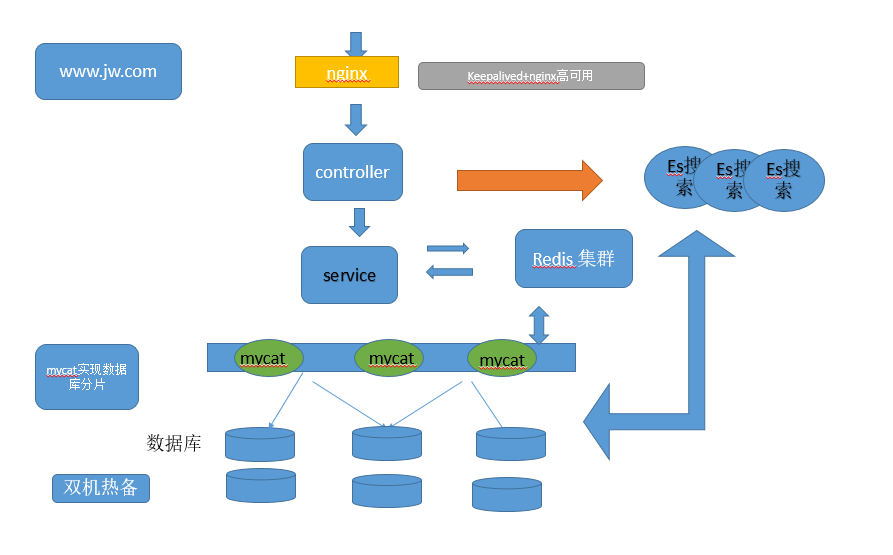 www.jw.com
nginx
Keepalived+nginx高可用
controller
Es搜
索
Es搜
索
Es搜
索
service
Redis 集群
mycat
mycat
mycat
mycat实现数据
库分片
数据库
双机热备